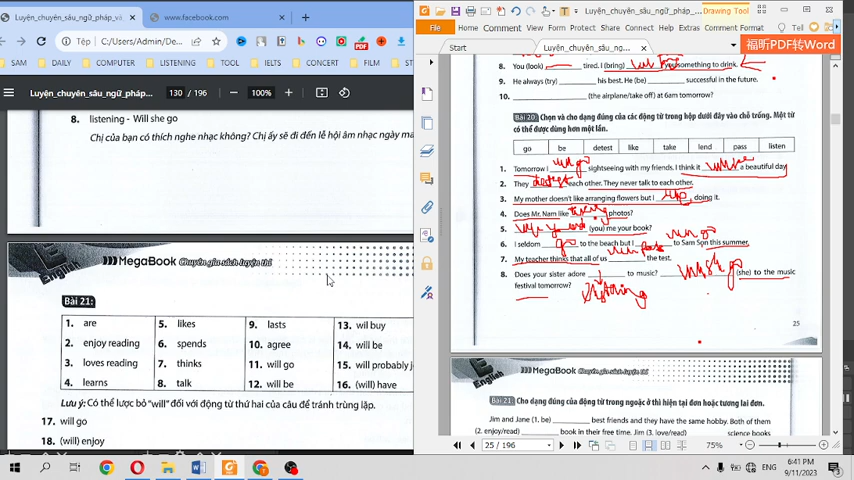 Luyện_chuyên_sâu_ngữ_pháp_và
www.facebook.com
Tệp
C:/Users/Admin/De...
SAM
DAILY
COMPUTER
LISTENING
TOOL
IELTS
COMPACT
DESTINATION
GRA
Luyện_chuyên_sâu_ngữ_pháp...
130 / 196
100%
8. listening - Will she go
Chị của bạn có thích nghe nhạc không? Chị ấy sẽ đi đến lễ hội âm nhạc ngày ma
MegaBook Chuyên gia sách luyện thi
Bài 21:
1. are 5. likes 9. lasts 13. wil buy
2. enjoy reading 6. spends 10. agree 14. will be
3. loves reading 7. thinks 11. will go 15. will probably j
4. learns 8. talk 12. will be 16. (will) have
Lưu ý: Có thể lược bỏ "will" đối với động từ thứ hai của câu để tránh trùng lặp.
17. will go
18. (will) enjoy
Luyện_chuyên_sâu_ngữ_pháp_...
Drawing Tool
File
Home
Comment
View
Form
Protect
Share
Help
Extras
Comments
Start
Luyện_chuyên_sâu_ng...
福昕PDF转Word
8. You (look) tired. I (bring) you something to drink.
9. He always (try) his best. He (be) successful in the future.
10. (the airplane/take off) at 6am tomorrow?
Bài 20: Chọn và cho dạng đúng của các động từ trong hộp dưới đây vào chỗ trống. Một từ
có thể được dùng hơn một lần.
go be detest like take lend pass listen
1. Tomorrow I will go sightseeing with my friends. I think it a beautiful day
2. They detest each other. They never talk to each other.
3. My mother doesn't like arranging flowers but I doing it.
4. Does Mr. Nam like taking photos?
5. (you) me your book?
6. I seldom go to the beach but I to Sam Son this summer.
7. My teacher thinks that all of us the test.
8. Does your sister adore to music? (she) to the music
festival tomorrow? listening
25
MegaBook Chuyên gia sách luyện thi
English
Bài 21: Cho dạng đúng của động từ trong ngoặc ở thì hiện tại đơn hoặc tương lai đơn.
Jim and Jane (1. be) best friends and they have the same hobby. Both of them
(2. enjoy/read) book in their free time. Jim (3. love/read) science books
25 / 196
75%
ENG
6:41 PM
9/11/2023